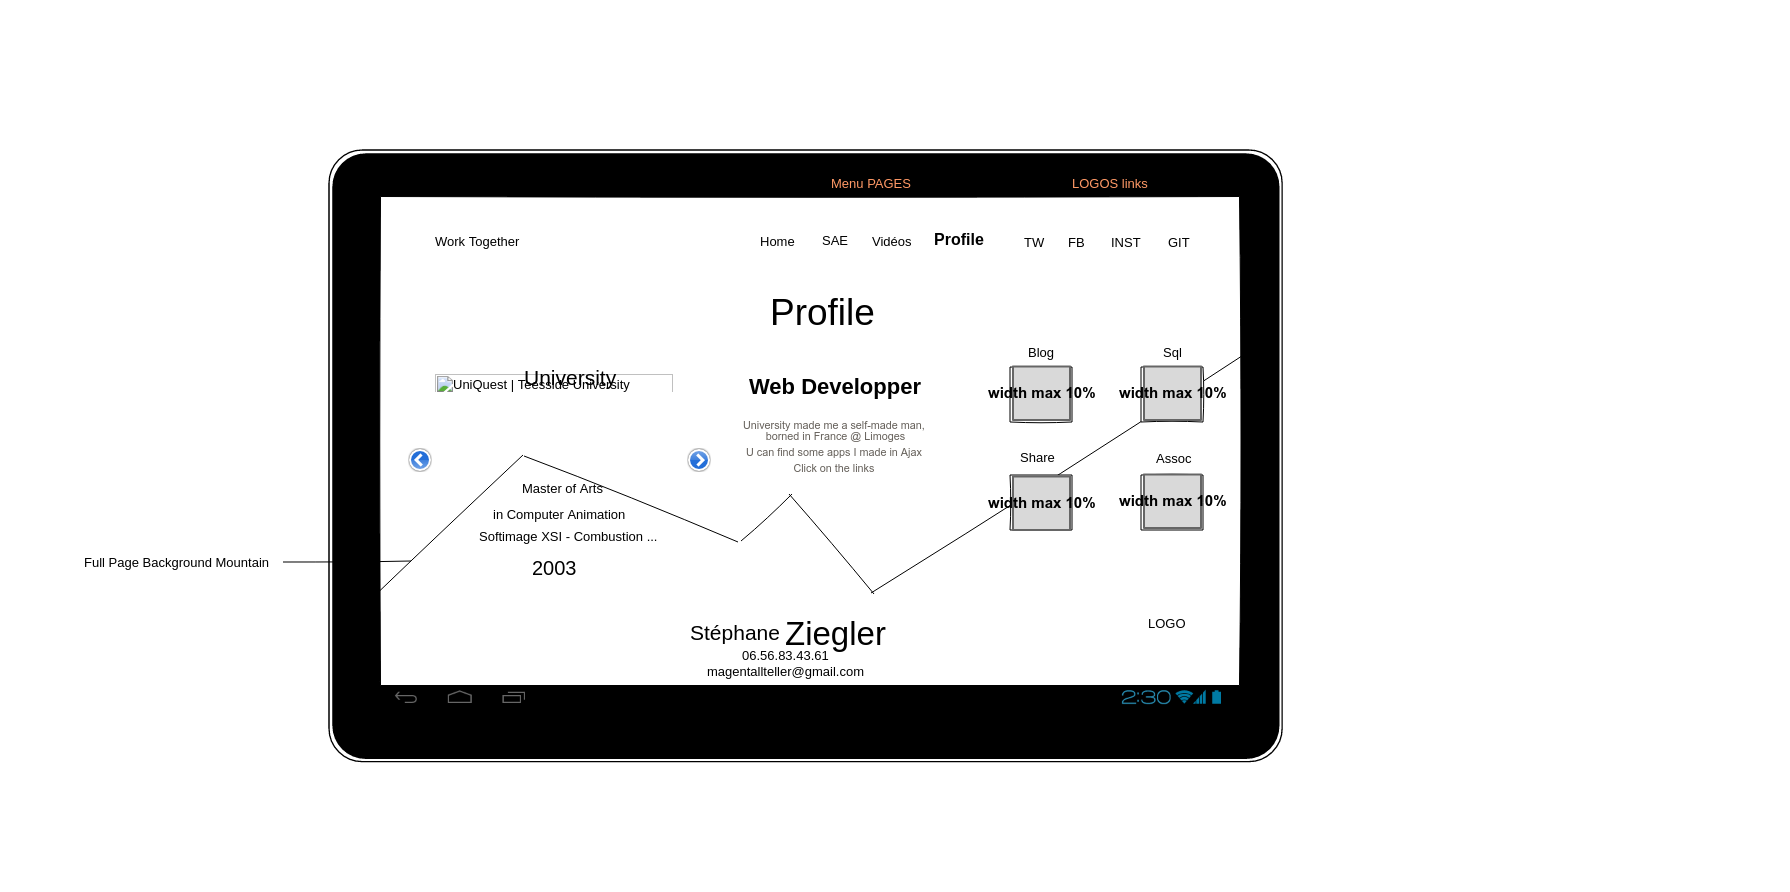 Menu PAGES
LOGOS links
Work Together
Home SAE Vidéos Profile TW FB INST GIT
Profile
University
UniQuest | Teesside University
Master of Arts
in Computer Animation
Softimage XSI - Combustion ...
2003
Web Developper
University made me a self-made man,
borned in France @ Limoges
U can find some apps I made in Ajax
Click on the links
Blog
width max 10%
Sql
width max 10%
Share
width max 10%
Assoc
width max 10%
Full Page Background Mountain
Stéphane Ziegler
06.56.83.43.61
magentallteller@gmail.com
LOGO
2:30